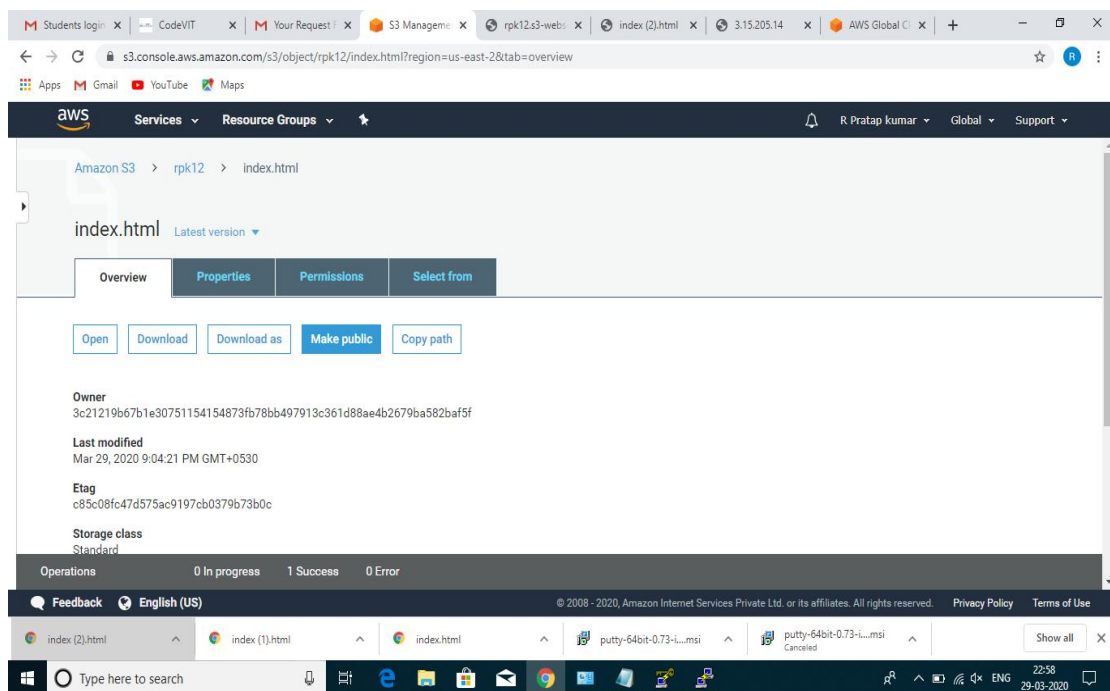 Students login
CodeVIT
Your Request F
S3 Manageme
rpk12.s3-webs
index (2).html
3.15.205.14
AWS Global Cl
s3.console.aws.amazon.com/s3/object/rpk12/index.html?region=us-east-2&tab=overview
R
Apps Gmail YouTube Maps
aws Services Resource Groups R Pratap kumar Global Support
Amazon S3 > rpk12 > index.html
index.html Latest version
Overview Properties Permissions Select from
Open Download Download as Make public Copy path
Owner
3c21219b67b1e30751154154873fb78bb497913c361d88ae4b2679ba582baf5f
Last modified
Mar 29, 2020 9:04:21 PM GMT+0530
Etag
c85c08fc47d575ac9197cb0379b73b0c
Storage class
Standard
Operations 0 In progress 1 Success 0 Error
Feedback English (US) © 2008 - 2020, Amazon Internet Services Private Ltd. or its affiliates. All rights reserved. Privacy Policy Terms of Use
index (2).html index (1).html index.html putty-64bit-0.73-i....msi putty-64bit-0.73-i....msi Show all
Canceled
Type here to search ENG 22:58
29-03-2020